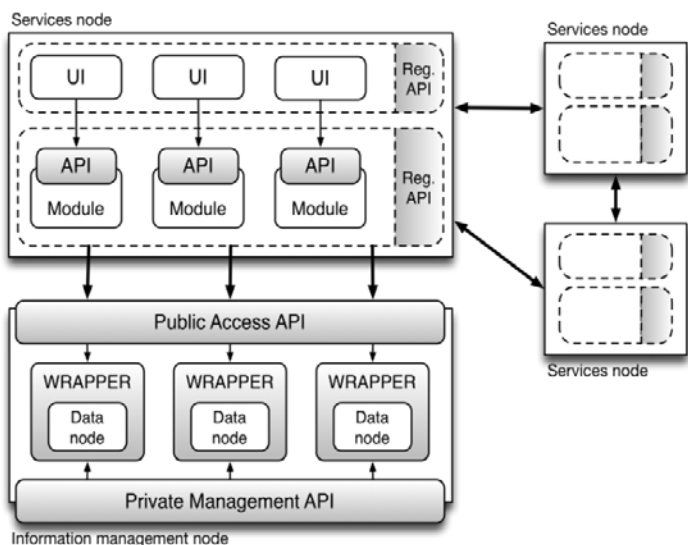 Services node
UI
UI
UI
Reg.
API
API
API
API
Module
Module
Module
Reg.
API
Services node
Services node
Public Access API
WRAPPER
WRAPPER
WRAPPER
Data
node
Data
node
Data
node
Private Management API
Information management node